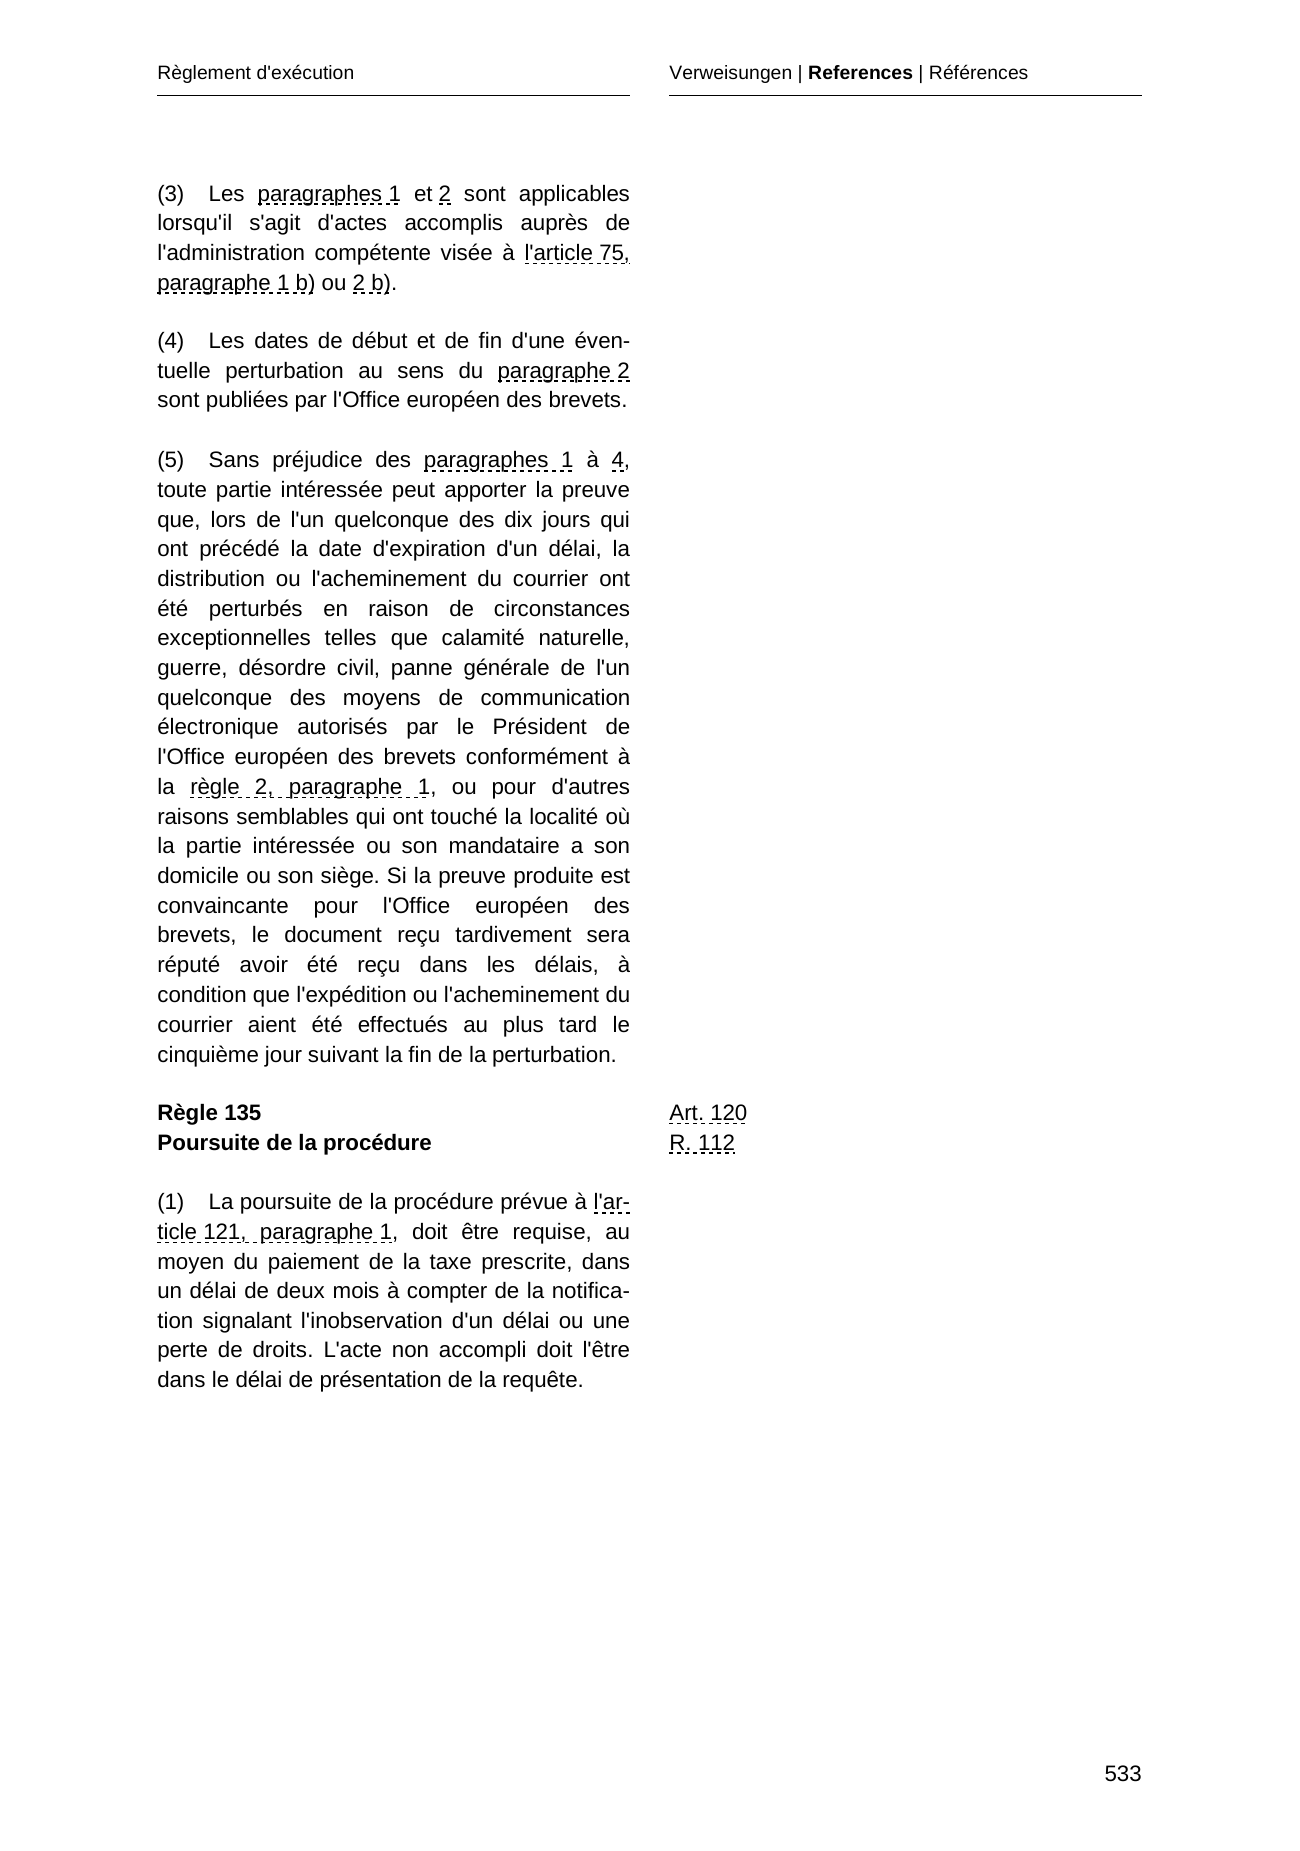 Règlement d'exécution
Verweisungen | References | Références
(3) Les paragraphes 1 et 2 sont applicables
lorsqu'il s'agit d'actes accomplis auprès de
l'administration compétente visée à l'article 75,
paragraphe 1 b) ou 2 b).
(4) Les dates de début et de fin d'une éven-
tuelle perturbation au sens du paragraphe 2
sont publiées par l'Office européen des brevets.
(5) Sans préjudice des paragraphes 1 à 4,
toute partie intéressée peut apporter la preuve
que, lors de l'un quelconque des dix jours qui
ont précédé la date d'expiration d'un délai, la
distribution ou l'acheminement du courrier ont
été perturbés en raison de circonstances
exceptionnelles telles que calamité naturelle,
guerre, désordre civil, panne générale de l'un
quelconque des moyens de communication
électronique autorisés par le Président de
l'Office européen des brevets conformément à
la règle 2, paragraphe 1, ou pour d'autres
raisons semblables qui ont touché la localité où
la partie intéressée ou son mandataire a son
domicile ou son siège. Si la preuve produite est
convaincante pour l'Office européen des
brevets, le document reçu tardivement sera
réputé avoir été reçu dans les délais, à
condition que l'expédition ou l'acheminement du
courrier aient été effectués au plus tard le
cinquième jour suivant la fin de la perturbation.
Règle 135
Poursuite de la procédure
Art. 120
R. 112
(1) La poursuite de la procédure prévue à l'ar-
ticle 121, paragraphe 1, doit être requise, au
moyen du paiement de la taxe prescrite, dans
un délai de deux mois à compter de la notifica-
tion signalant l'inobservation d'un délai ou une
perte de droits. L'acte non accompli doit l'être
dans le délai de présentation de la requête.
533